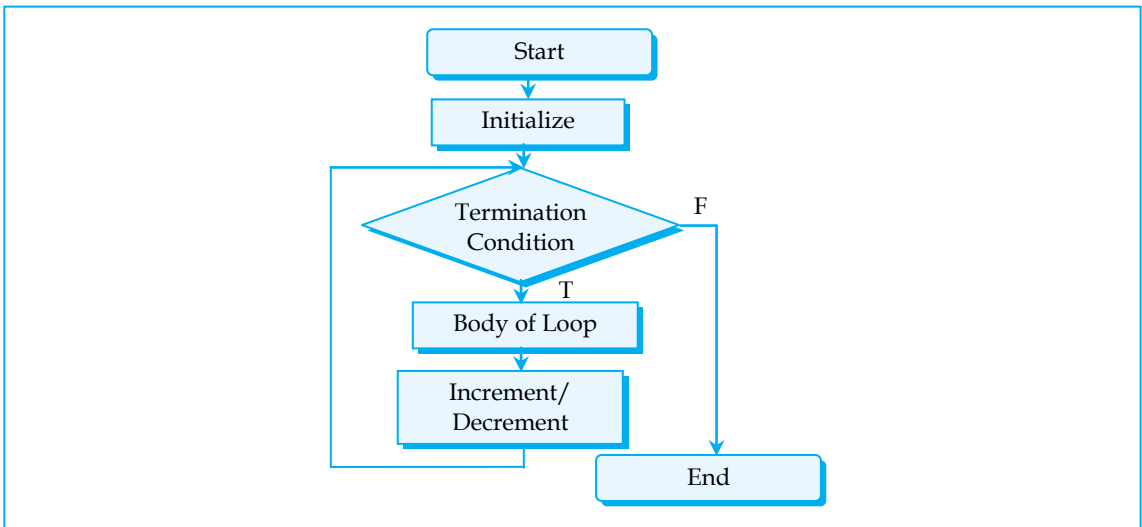 Start
Initialize
Termination
Condition
F
T
Body of Loop
Increment/
Decrement
End